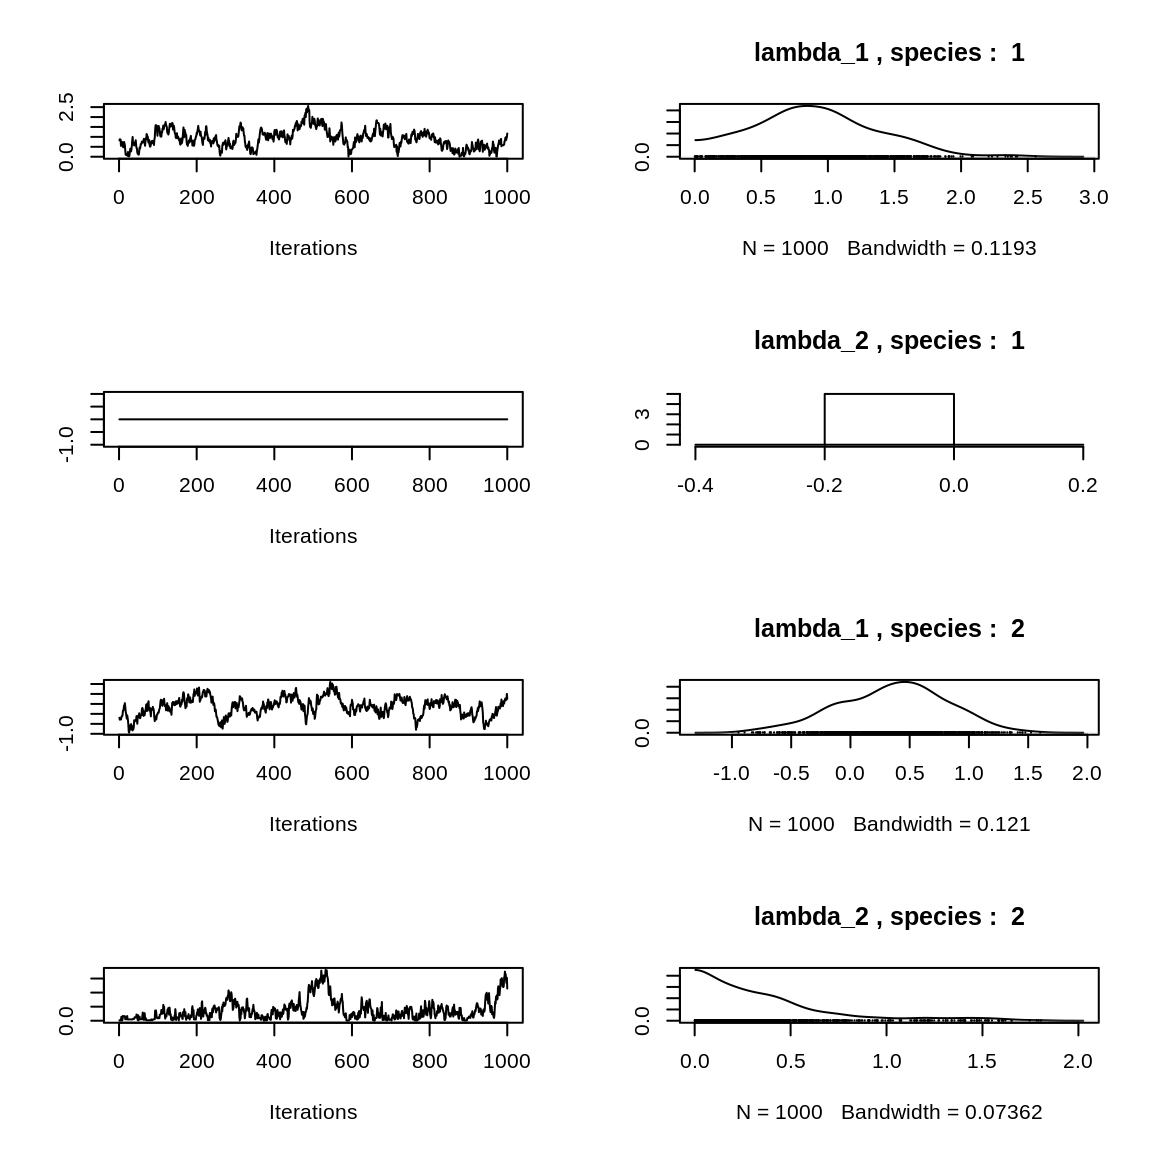 lambda_1 , species :  1
2.5
0.0
0 200 400 600 800 1000
Iterations
0.0
0.0 0.5 1.0 1.5 2.0 2.5 3.0
N = 1000   Bandwidth = 0.1193
lambda_2 , species :  1
-1.0
0 200 400 600 800 1000
Iterations
3
0
-0.4 -0.2 0.0 0.2
lambda_1 , species :  2
-1.0
0 200 400 600 800 1000
Iterations
0.0
-1.0 -0.5 0.0 0.5 1.0 1.5 2.0
N = 1000   Bandwidth = 0.121
lambda_2 , species :  2
0.0
0 200 400 600 800 1000
Iterations
0.0
0.0 0.5 1.0 1.5 2.0
N = 1000   Bandwidth = 0.07362